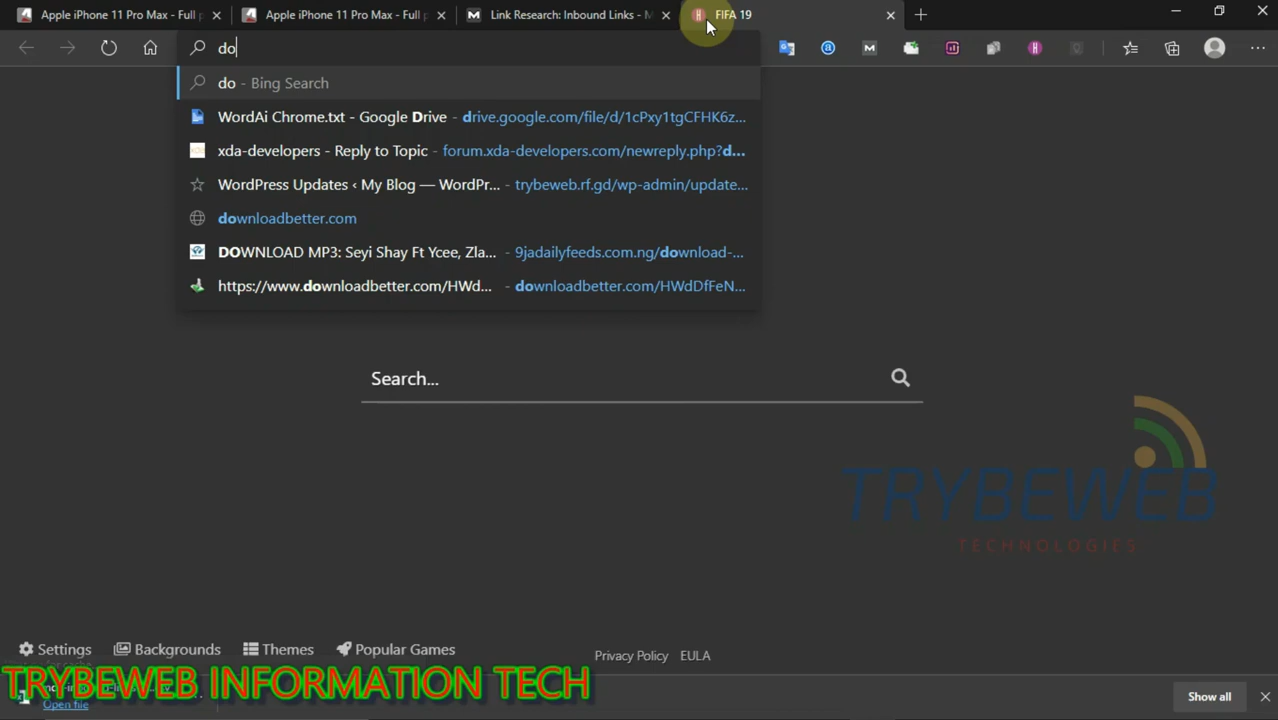 Apple iPhone 11 Pro Max - Full p
Apple iPhone 11 Pro Max - Full p
Link Research: Inbound Links - M
FIFA 19
do
do - Bing Search
WordAi Chrome.txt - Google Drive - drive.google.com/file/d/1cPxy1tgCFHK6z...
xda-developers - Reply to Topic - forum.xda-developers.com/newreply.php?d...
WordPress Updates ‹ My Blog — WordPr... - trybeweb.rf.gd/wp-admin/update...
downloadbetter.com
DOWNLOAD MP3: Seyi Shay Ft Ycee, Zla... - 9jadailyfeeds.com.ng/download-...
https://www.downloadbetter.com/HWd... - downloadbetter.com/HWdDfFeN...
Search...
TRYBEWEB
TECHNOLOGIES
Settings
Backgrounds
Themes
Popular Games
Privacy Policy
EULA
TRYBEWEB INFORMATION TECH
Open file
Show all